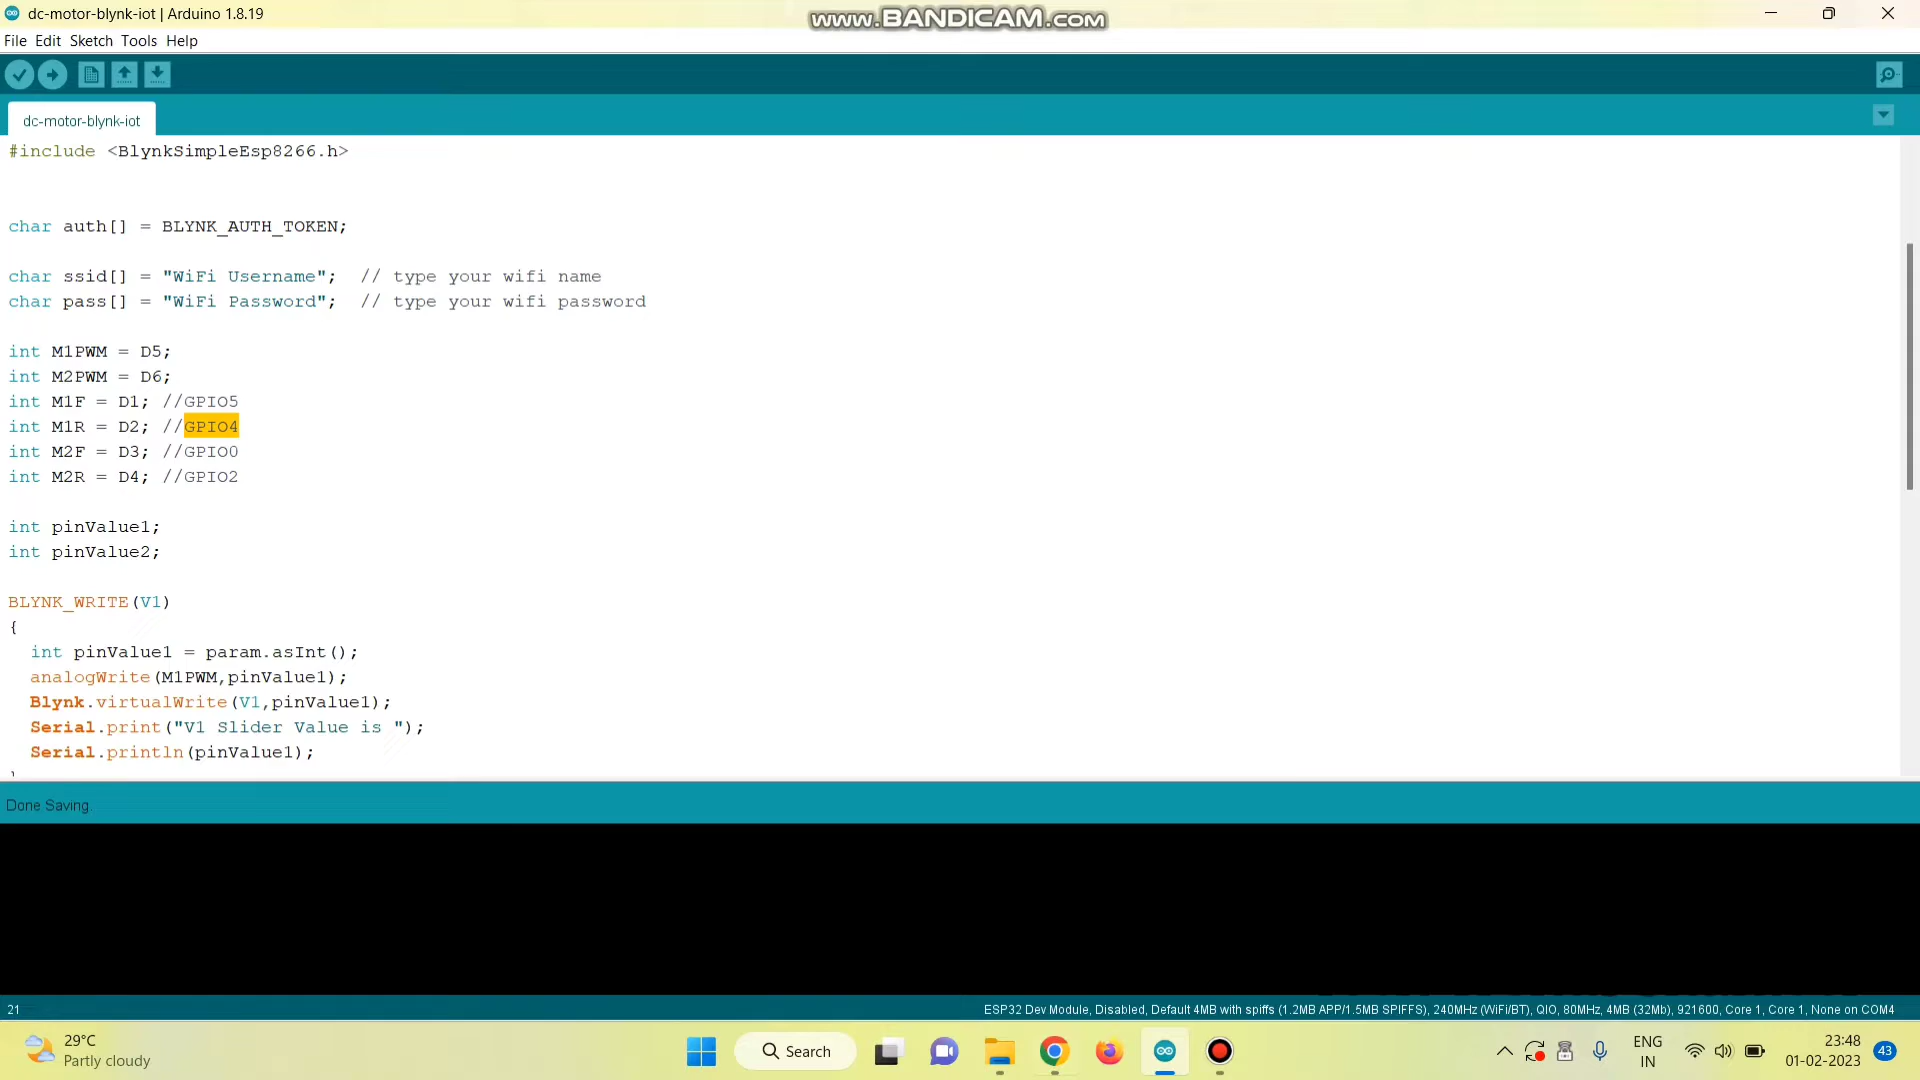 dc-motor-blynk-iot | Arduino 1.8.19
www.BANDICAM.com
File Edit Sketch Tools Help
dc-motor-blynk-iot
#include <BlynkSimpleEsp8266.h>
char auth[] = BLYNK_AUTH_TOKEN;
char ssid[] = "WiFi Username";  // type your wifi name
char pass[] = "WiFi Password";  // type your wifi password
int M1PWM = D5;
int M2PWM = D6;
int M1F = D1; //GPIO5
int M1R = D2; //GPIO4
int M2F = D3; //GPIO0
int M2R = D4; //GPIO2
int pinValue1;
int pinValue2;
BLYNK_WRITE(V1)
{
  int pinValue1 = param.asInt();
  analogWrite(M1PWM,pinValue1);
  Blynk.virtualWrite(V1,pinValue1);
  Serial.print("V1 Slider Value is ");
  Serial.println(pinValue1);
Done Saving.
21
ESP32 Dev Module, Disabled, Default 4MB with spiffs (1.2MB APP/1.5MB SPIFFS), 240MHz (WiFi/BT), QIO, 80MHz, 4MB (32Mb), 921600, Core 1, Core 1, None on COM4
29°C
Partly cloudy
Search
ENG
IN
23:48
01-02-2023
43